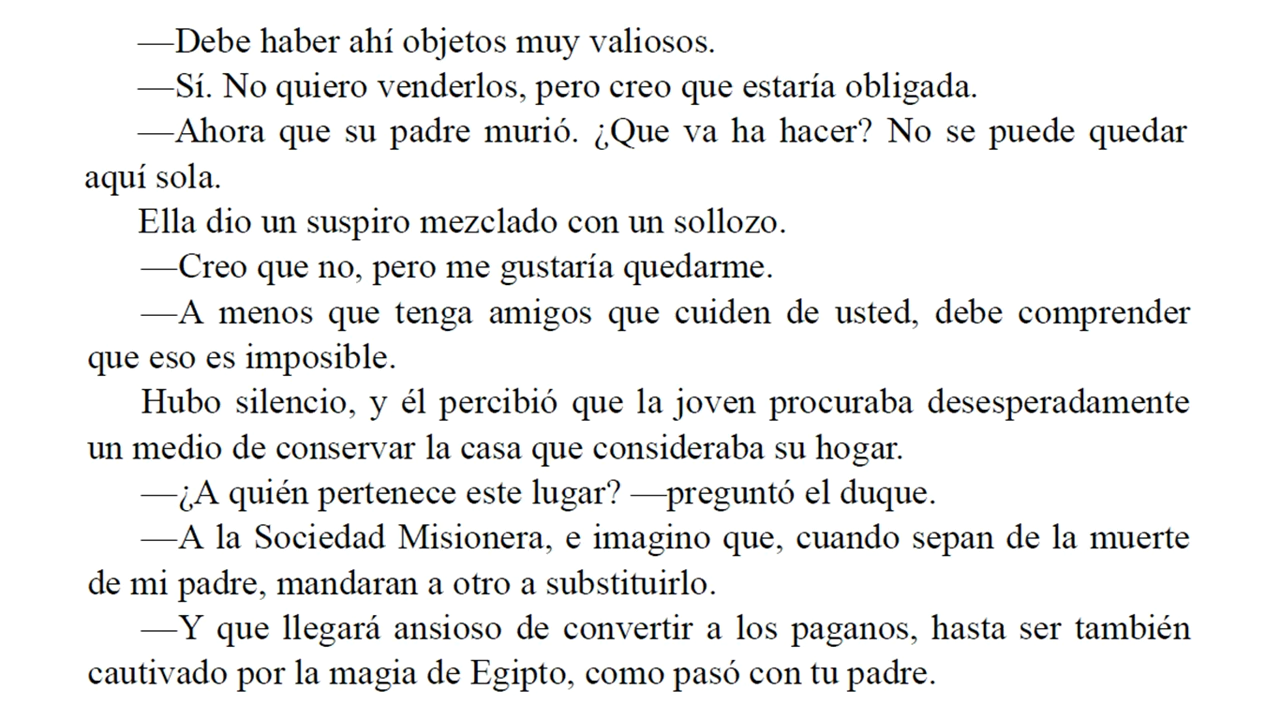 —Debe haber ahí objetos muy valiosos.
—Sí. No quiero venderlos, pero creo que estaría obligada.
—Ahora que su padre murió. ¿Que va ha hacer? No se puede quedar
aquí sola.
Ella dio un suspiro mezclado con un sollozo.
—Creo que no, pero me gustaría quedarme.
—A menos que tenga amigos que cuiden de usted, debe comprender
que eso es imposible.
Hubo silencio, y él percibió que la joven procuraba desesperadamente
un medio de conservar la casa que consideraba su hogar.
—¿A quién pertenece este lugar? —preguntó el duque.
—A la Sociedad Misionera, e imagino que, cuando sepan de la muerte
de mi padre, mandaran a otro a substituirlo.
—Y que llegará ansioso de convertir a los paganos, hasta ser también
cautivado por la magia de Egipto, como pasó con tu padre.